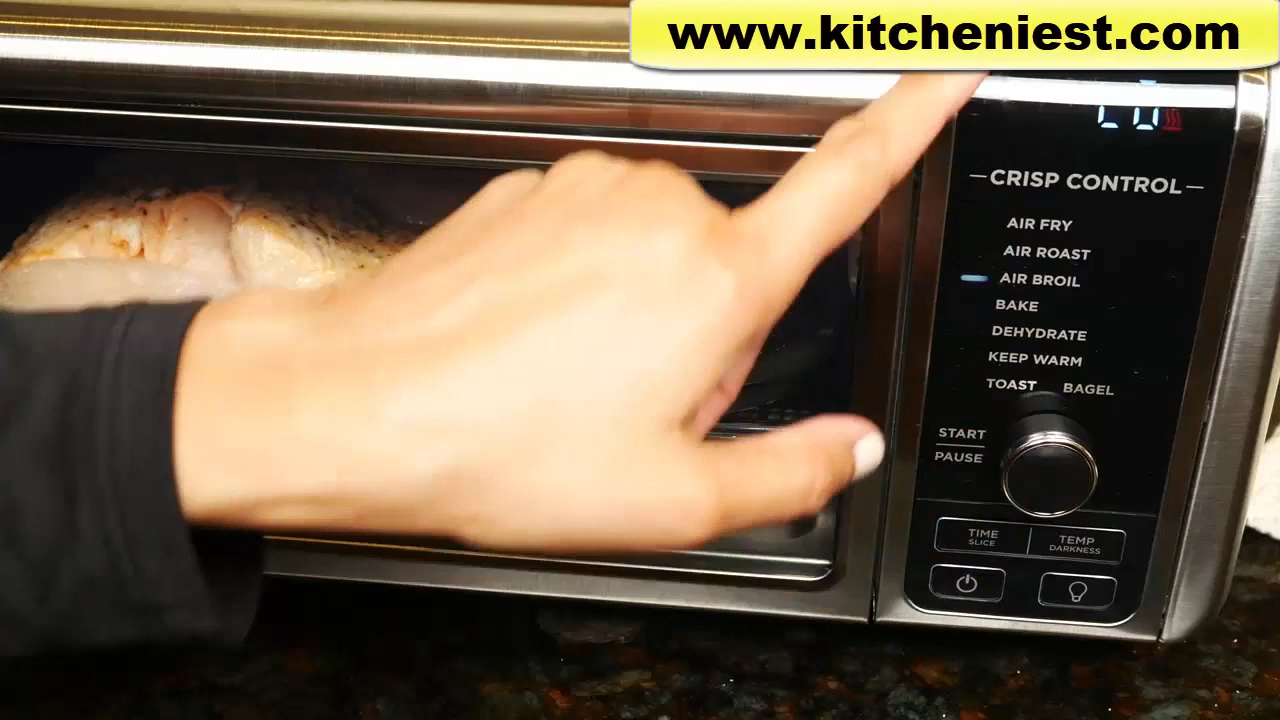 www.kitcheniest.com
LO
CRISP CONTROL
AIR FRY
AIR ROAST
AIR BROIL
BAKE
DEHYDRATE
KEEP WARM
TOAST BAGEL
START
PAUSE
TIME
SLICE
TEMP
DARKNESS